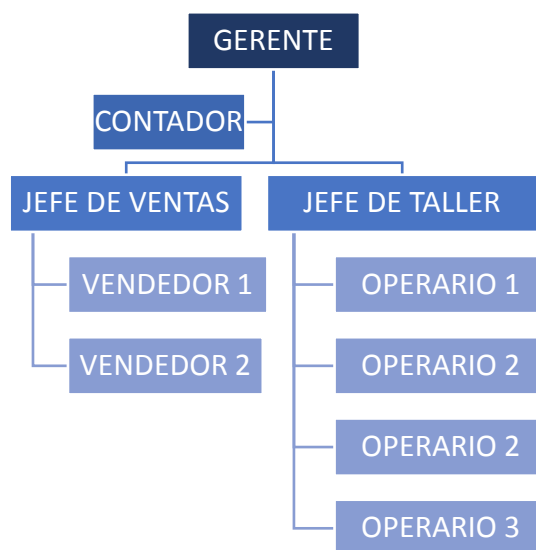 GERENTE
CONTADOR
JEFE DE VENTAS
VENDEDOR 1
VENDEDOR 2
JEFE DE TALLER
OPERARIO 1
OPERARIO 2
OPERARIO 2
OPERARIO 3